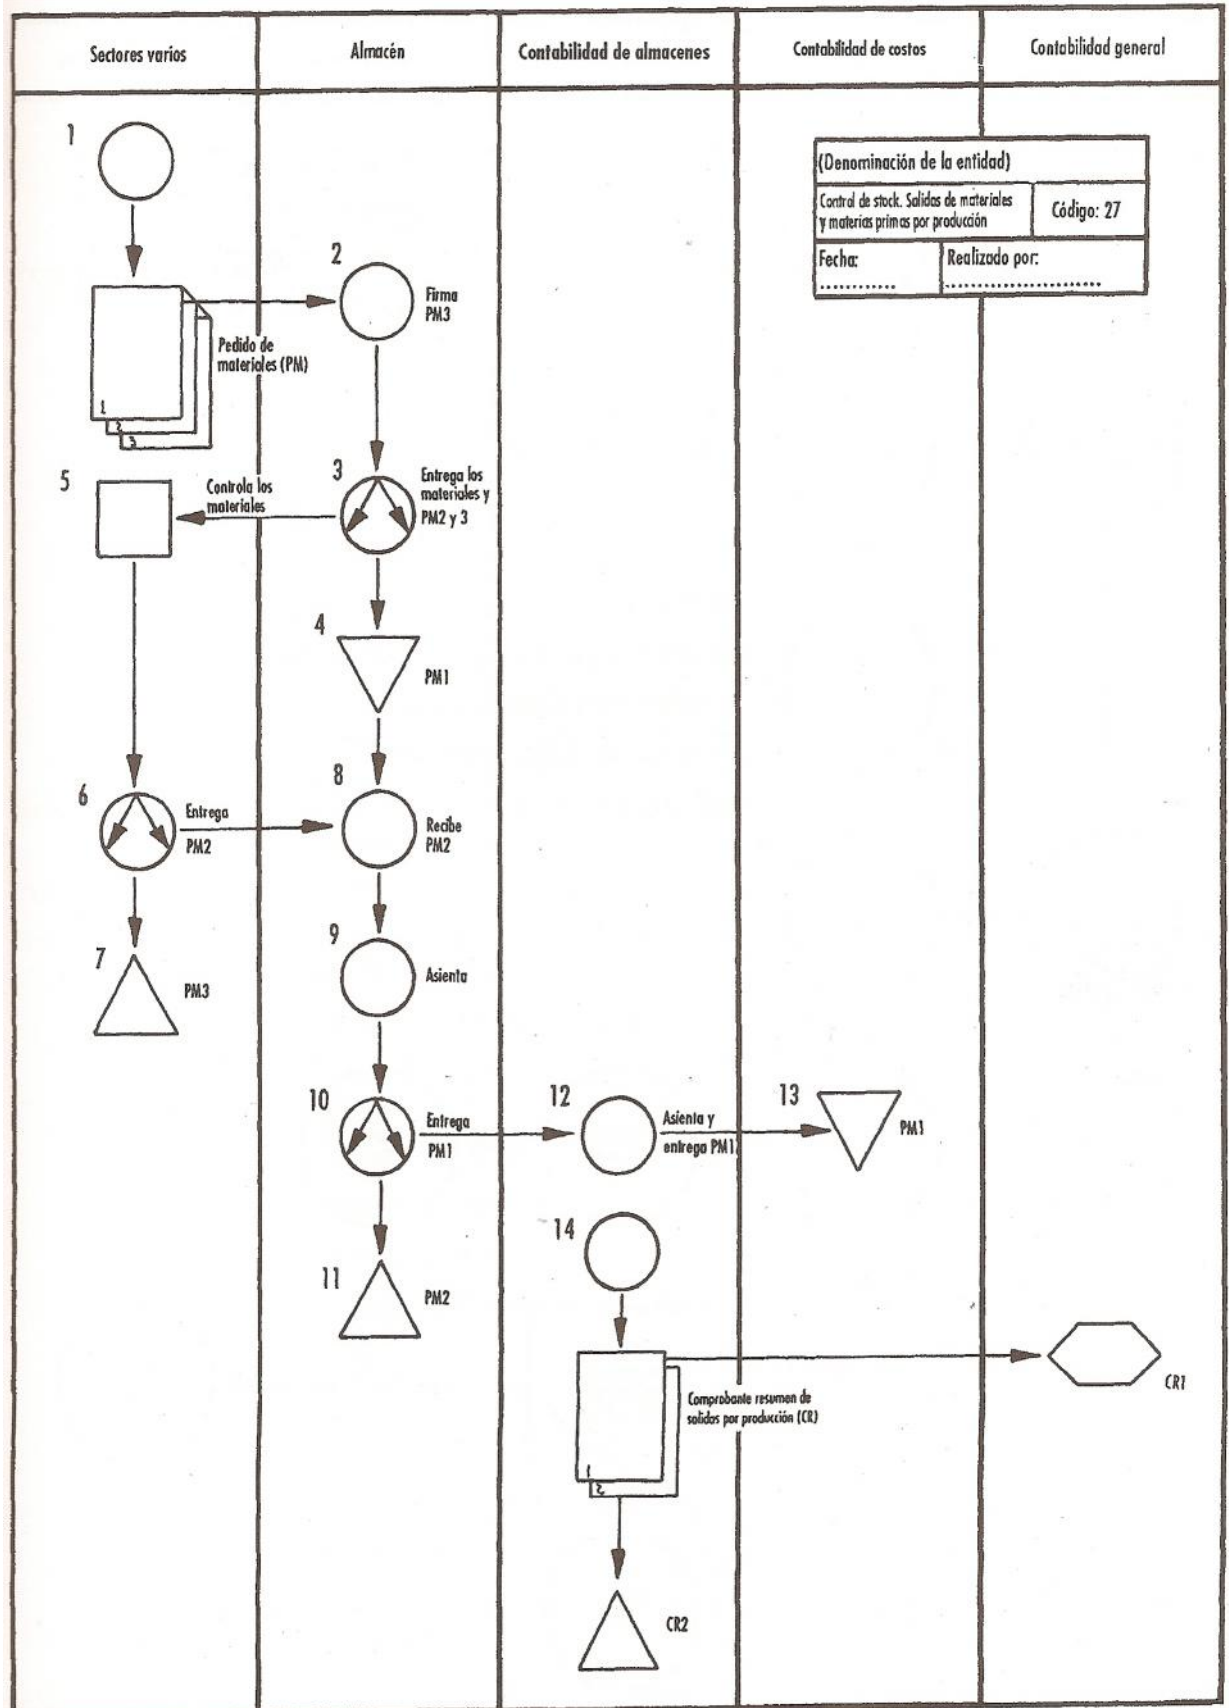 Sectores varios
Almacén
Contabilidad de almacenes
Contabilidad de costos
Contabilidad general
(Denominación de la entidad)
Control de stock. Salidas de materiales
y materias primas por producción
Código: 27
Fecha:
............
Realizado por:
.......................
1
2
Firma
PM3
Pedido de
materiales (PM)
1
2
3
5
Controla los
materiales
3
Entrega los
materiales y
PM2 y 3
4
PM1
6
Entrega
PM2
8
Recibe
PM2
7
PM3
9
Asienta
10
Entrega
PM1
12
Asienta y
entrega PM1
13
PM1
11
PM2
14
Comprobante resumen de
salidas por producción (CR)
1
2
CR1
CR2